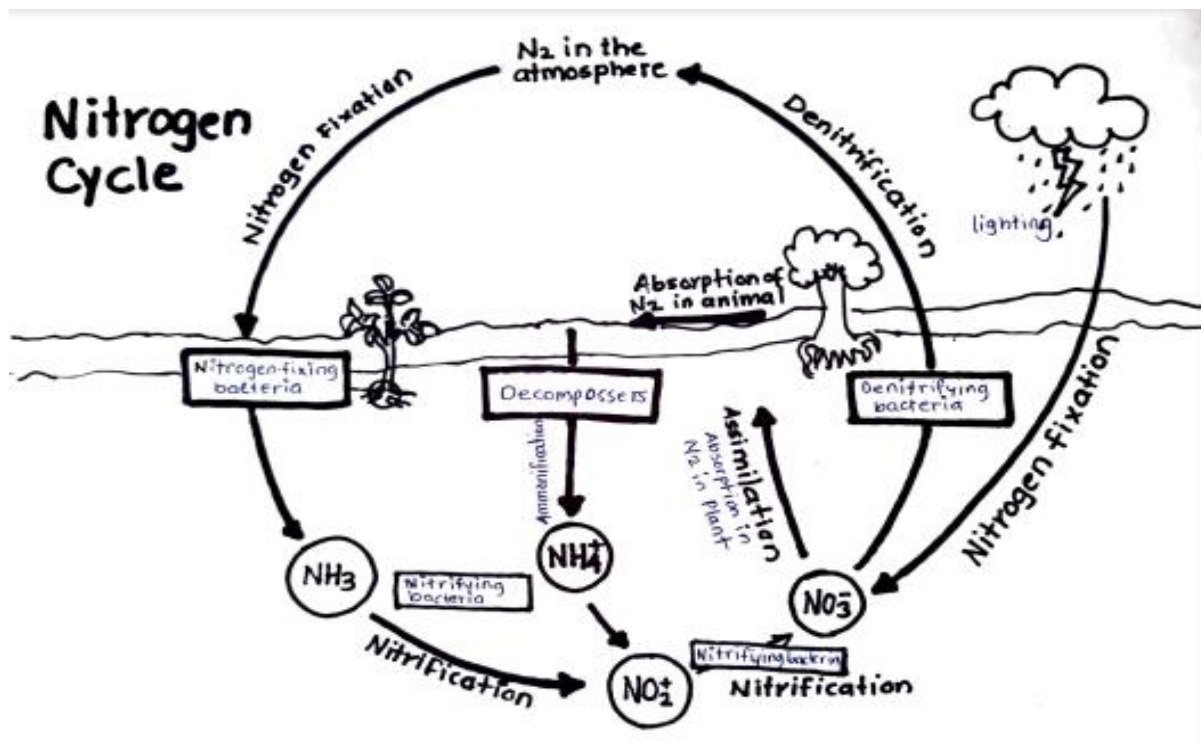 Nitrogen
Cycle
N2 in the
atmosphere
Nitrogen Fixation
Denitrification
lighting
Absorption of
N2 in animal
Nitrogen-fixing
bacteria
Decompossers
Denitrifying
bacteria
Ammonification
Assimilation
Absorption in
N2 in plant
Nitrogen fixation
NH3
Nitrifying
bacteria
NH4+
NO3-
Nitrification
NO2+
Nitrifying bacteria
Nitrification